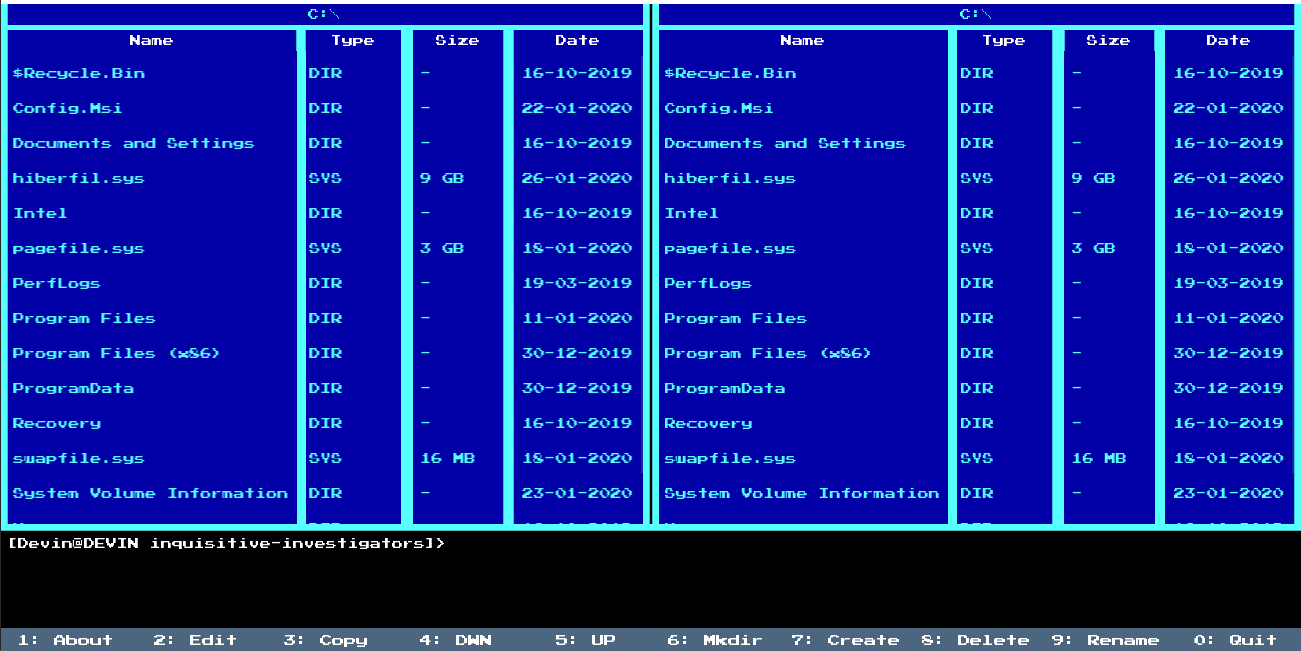 C:\ C:\
Name Type Size Date Name Type Size Date
$Recycle.Bin DIR - 16-10-2019 $Recycle.Bin DIR - 16-10-2019
Config.Msi DIR - 22-01-2020 Config.Msi DIR - 22-01-2020
Documents and Settings DIR - 16-10-2019 Documents and Settings DIR - 16-10-2019
hiberfil.sys SYS 9 GB 26-01-2020 hiberfil.sys SYS 9 GB 26-01-2020
Intel DIR - 16-10-2019 Intel DIR - 16-10-2019
pagefile.sys SYS 3 GB 18-01-2020 pagefile.sys SYS 3 GB 18-01-2020
PerfLogs DIR - 19-03-2019 PerfLogs DIR - 19-03-2019
Program Files DIR - 11-01-2020 Program Files DIR - 11-01-2020
Program Files (x86) DIR - 30-12-2019 Program Files (x86) DIR - 30-12-2019
ProgramData DIR - 30-12-2019 ProgramData DIR - 30-12-2019
Recovery DIR - 16-10-2019 Recovery DIR - 16-10-2019
swapfile.sys SYS 16 MB 18-01-2020 swapfile.sys SYS 16 MB 18-01-2020
System Volume Information DIR - 23-01-2020 System Volume Information DIR - 23-01-2020
[Devin@DEVIN inquisitive-investigators]>
1: About 2: Edit 3: Copy 4: DWN 5: UP 6: Mkdir 7: Create 8: Delete 9: Rename 0: Quit